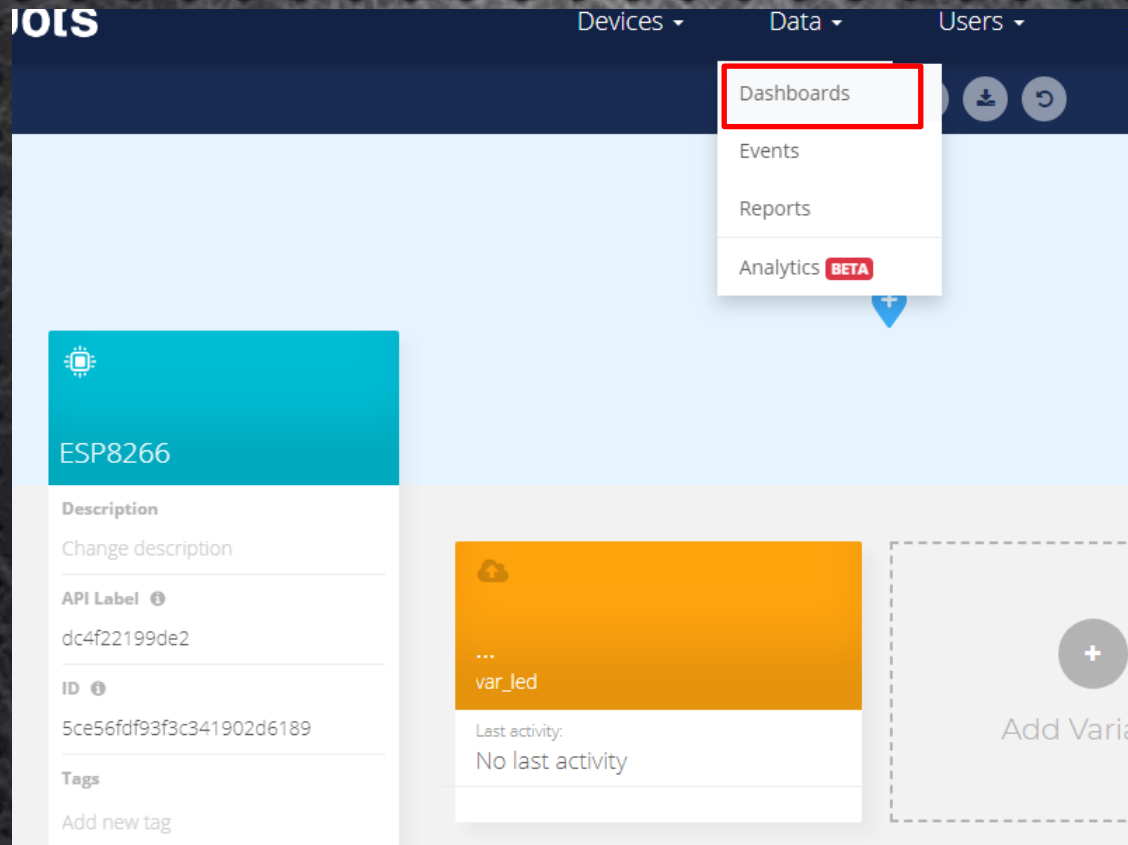 Devices
Data
Users
Dashboards
Events
Reports
Analytics BETA
ESP8266
Description
Change description
API Label
dc4f22199de2
ID
5ce56fdf93f3c341902d6189
Tags
Add new tag
...
var_led
Last activity:
No last activity
Add